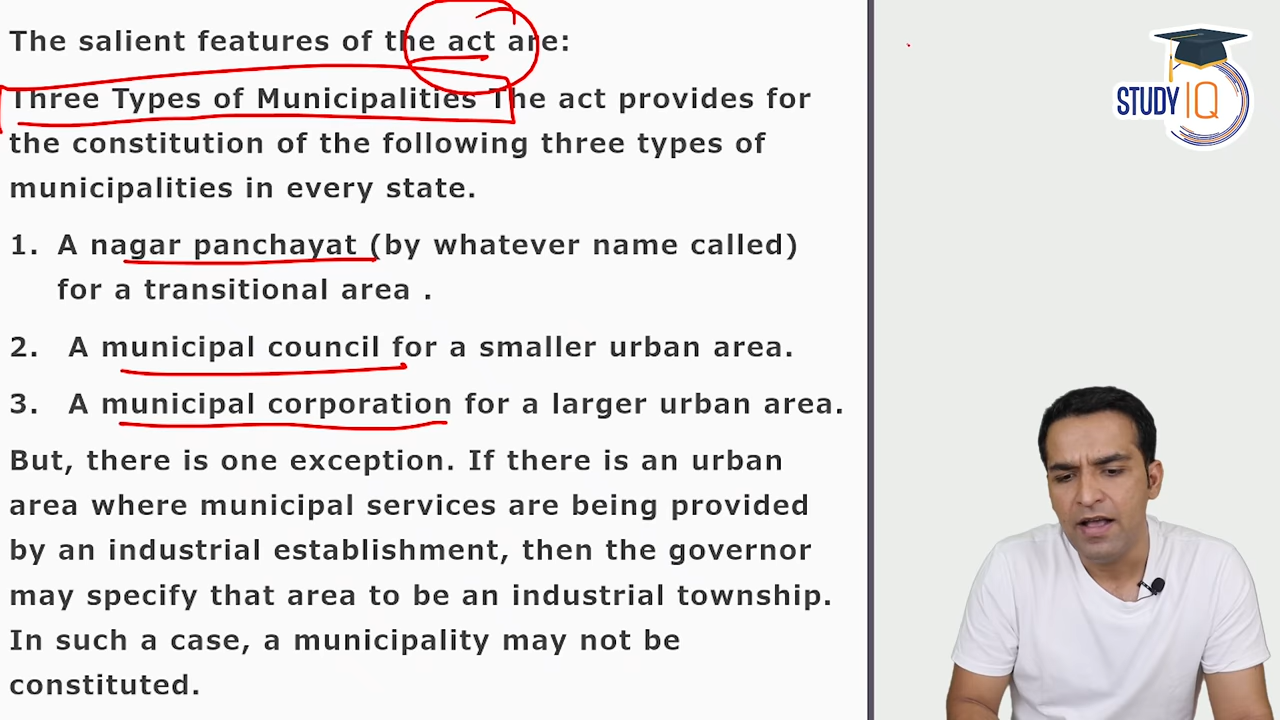 The salient features of the act are:
Three Types of Municipalities The act provides for
the constitution of the following three types of
municipalities in every state.
1. A nagar panchayat (by whatever name called)
for a transitional area .
2. A municipal council for a smaller urban area.
3. A municipal corporation for a larger urban area.
But, there is one exception. If there is an urban
area where municipal services are being provided
by an industrial establishment, then the governor
may specify that area to be an industrial township.
In such a case, a municipality may not be
constituted.
STUDY IQ